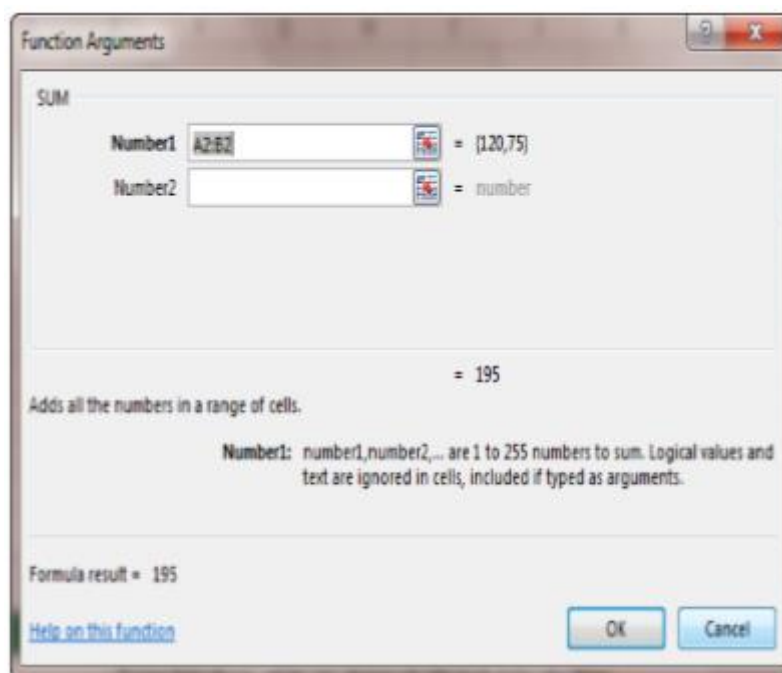 Function Arguments
SUM
Number1 A2:B2 = {120,75}
Number2 = number
= 195
Adds all the numbers in a range of cells.
Number1: number1,number2,... are 1 to 255 numbers to sum. Logical values and
text are ignored in cells, included if typed as arguments.
Formula result = 195
Help on this function
OK Cancel